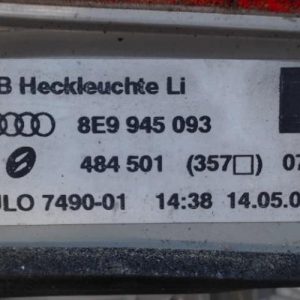 B Heckleuchte Li
8E9 945 093
484 501 (357□) 07
ULO 7490-01 14:38 14.05.0